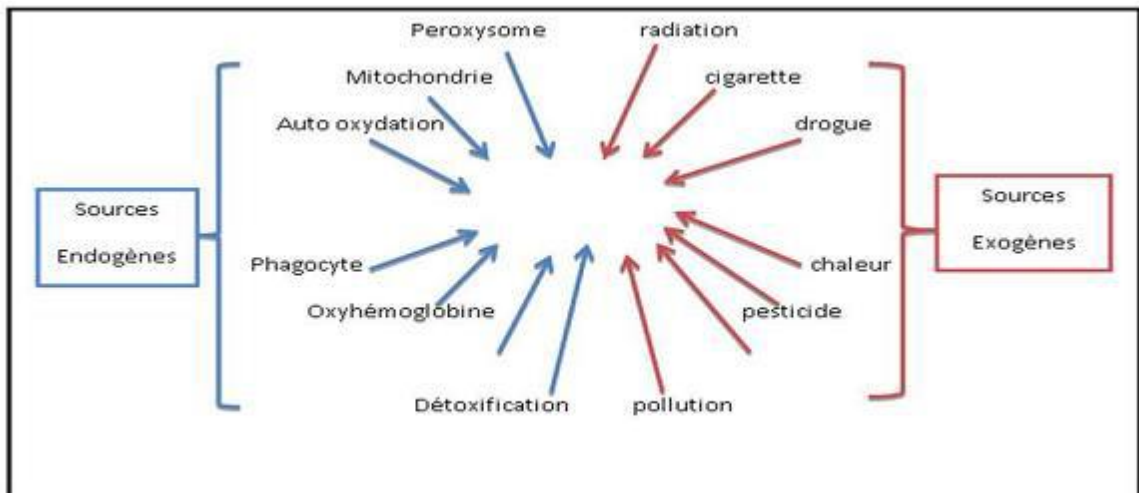 Peroxysome
radiation
Mitochondrie
cigarette
Auto oxydation
drogue
Sources
Endogènes
Sources
Exogènes
Phagocyte
chaleur
Oxyhémoglobine
pesticide
Détoxification
pollution